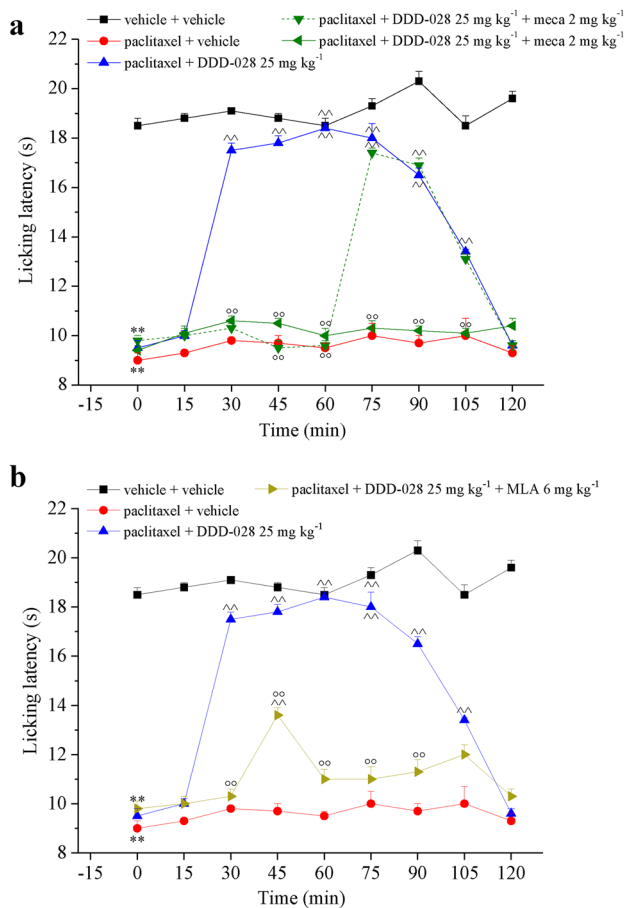 a
vehicle + vehicle
paclitaxel + DDD-028 25 mg kg⁻¹ + meca 2 mg kg⁻¹
paclitaxel + vehicle
paclitaxel + DDD-028 25 mg kg⁻¹ + meca 2 mg kg⁻¹
paclitaxel + DDD-028 25 mg kg⁻¹
22
20
18
16
14
12
10
8
Licking latency (s)
^^ ^^ ^^ ^^ ^^ ^^ ^^ ^^ ^^
** °° °° °° °° °° °° °° °°
**
-15 0 15 30 45 60 75 90 105 120
Time (min)
b
vehicle + vehicle
paclitaxel + DDD-028 25 mg kg⁻¹ + MLA 6 mg kg⁻¹
paclitaxel + vehicle
paclitaxel + DDD-028 25 mg kg⁻¹
22
20
18
16
14
12
10
8
Licking latency (s)
^^ ^^ ^^ ^^ ^^ ^^ ^^
°°
^^
** °° °° °° °°
**
-15 0 15 30 45 60 75 90 105 120
Time (min)